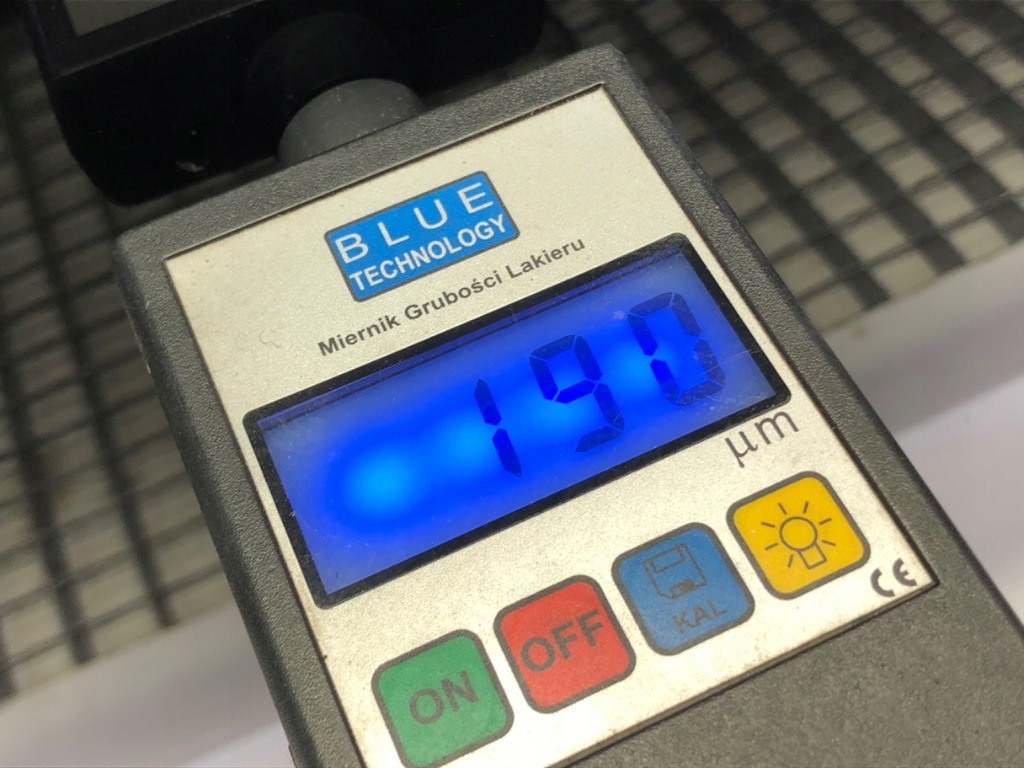 BLUE
TECHNOLOGY
Miernik Grubości Lakieru
190
μm
ON
OFF
KAL
CE